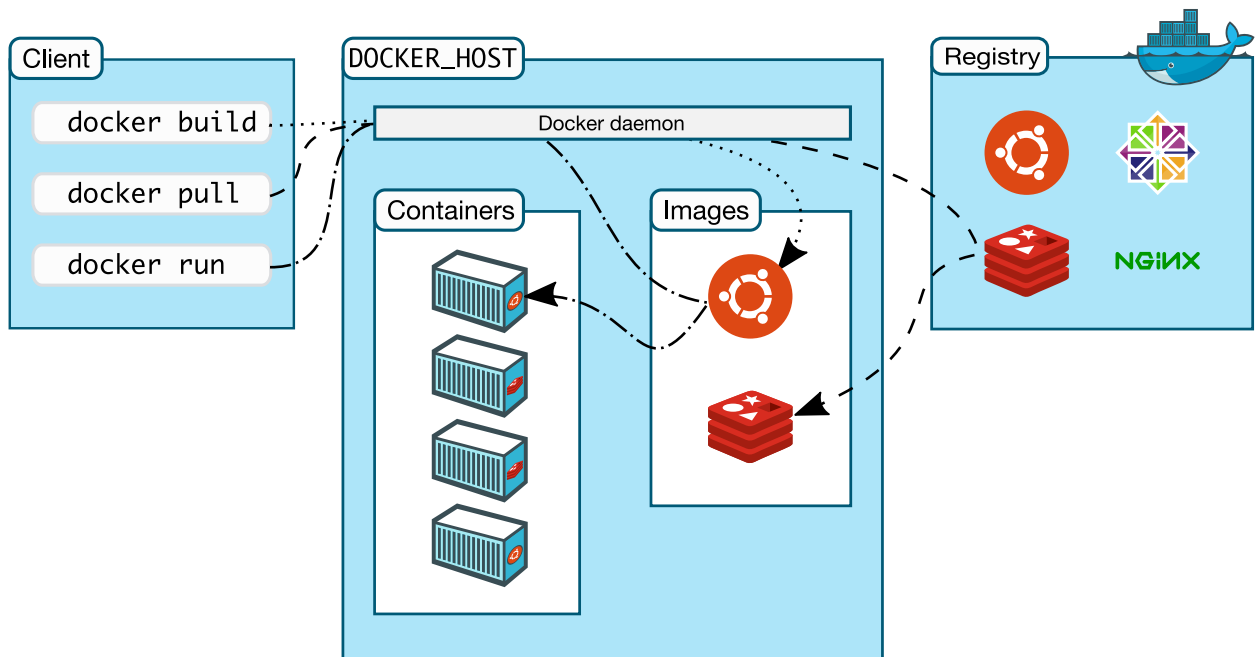 Client
docker build
docker pull
docker run
DOCKER_HOST
Docker daemon
Containers
Images
Registry
NGiNX